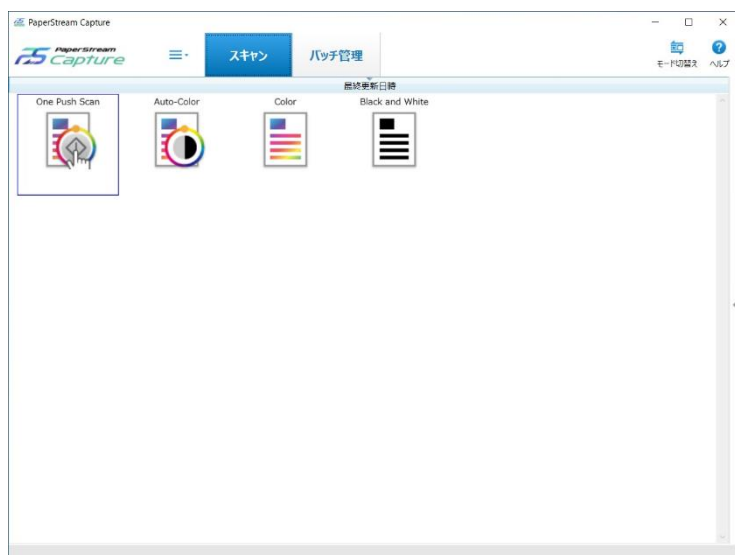 PaperStream Capture
PaperStream
Capture
スキャン
バッチ管理
モード切替え
ヘルプ
最終更新日時
One Push Scan
Auto-Color
Color
Black and White